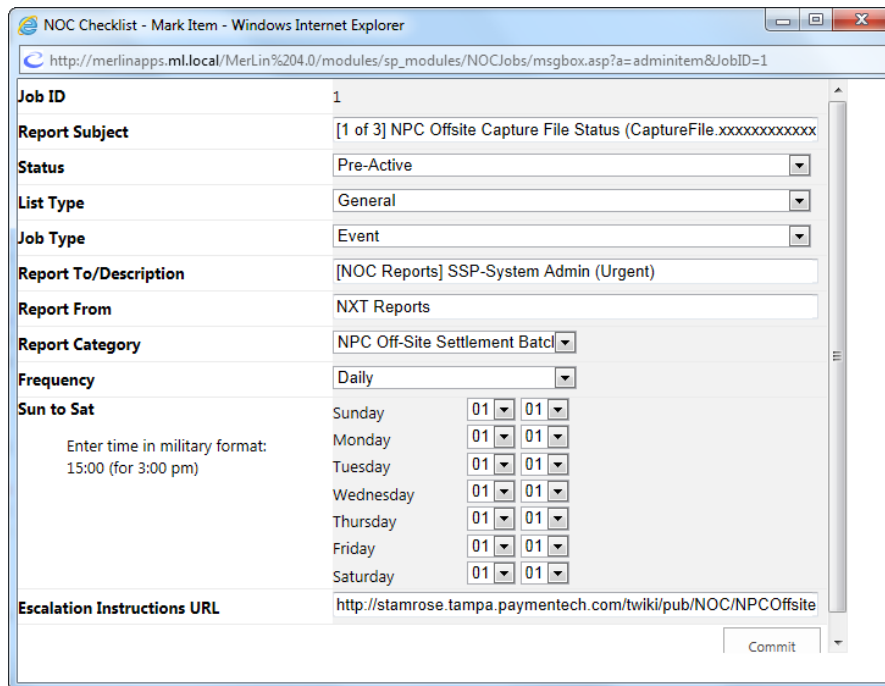 NOC Checklist - Mark Item - Windows Internet Explorer
http://merlinapps.ml.local/MerLin%204.0/modules/sp_modules/NOCJobs/msgbox.asp?a=adminitem&JobID=1
Job ID 1
Report Subject [1 of 3] NPC Offsite Capture File Status (CaptureFile.xxxxxxxxxxxx
Status Pre-Active
List Type General
Job Type Event
Report To/Description [NOC Reports] SSP-System Admin (Urgent)
Report From NXT Reports
Report Category NPC Off-Site Settlement Batcl
Frequency Daily
Sun to Sat Sunday 01 01
Enter time in military format: Monday 01 01
15:00 (for 3:00 pm) Tuesday 01 01
Wednesday 01 01
Thursday 01 01
Friday 01 01
Saturday 01 01
Escalation Instructions URL http://stamrose.tampa.paymentech.com/twiki/pub/NOC/NPCOffsite
Commit